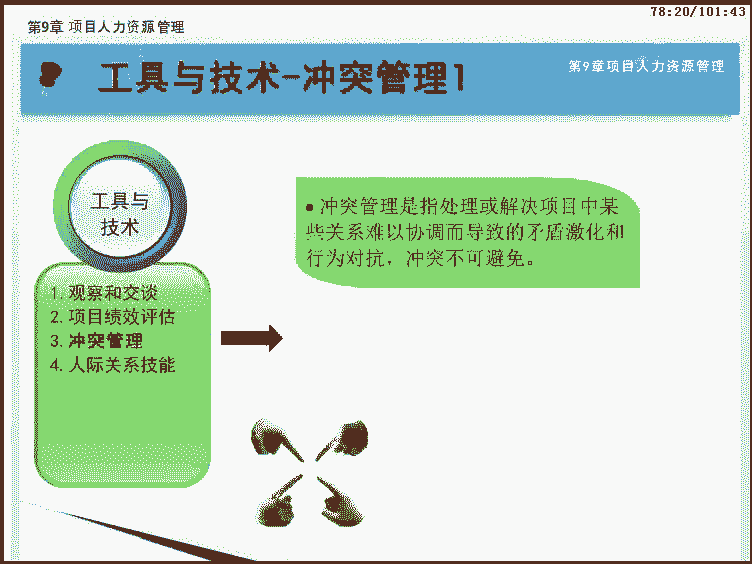 78:20/101:43
第9章 项目人力资源管理
工具与技术-冲突管理1
第9章项目人力资源管理
工具与
技术
1. 观察和交谈
2. 项目绩效评估
3. 冲突管理
4. 人际关系技能
• 冲突管理是指处理或解决项目中某
些关系难以协调而导致的矛盾激化和
行为对抗，冲突不可避免。